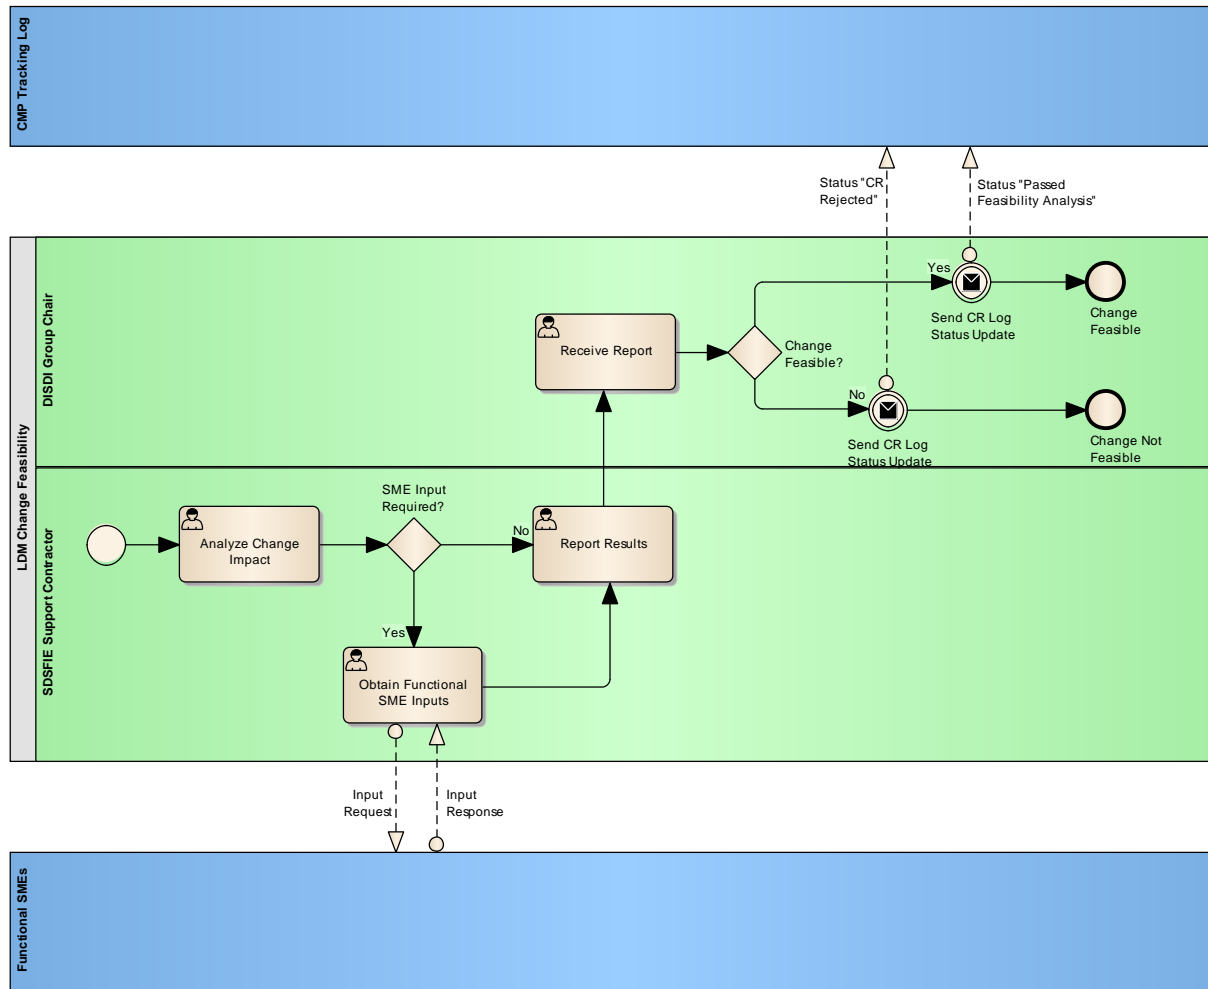 CMP Tracking Log
Status "CR
Rejected"
Status "Passed
Feasibility Analysis"
LDM Change Feasibility
DISDI Group Chair
Receive Report
Change
Feasible?
Yes
Send CR Log
Status Update
Change
Feasible
No
Send CR Log
Status Update
Change Not
Feasible
SDSFIE Support Contractor
Analyze Change
Impact
SME Input
Required?
No
Report Results
Yes
Obtain Functional
SME Inputs
Input
Request
Input
Response
Functional SMEs